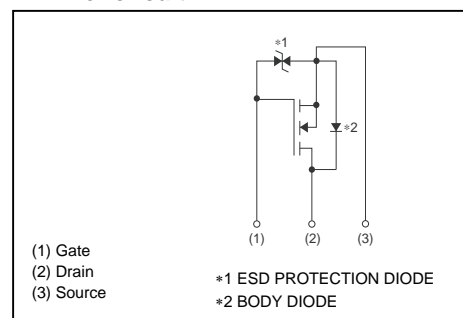 *1
*2
(1) (2) (3)
(1) Gate
(2) Drain
(3) Source
*1 ESD PROTECTION DIODE
*2 BODY DIODE